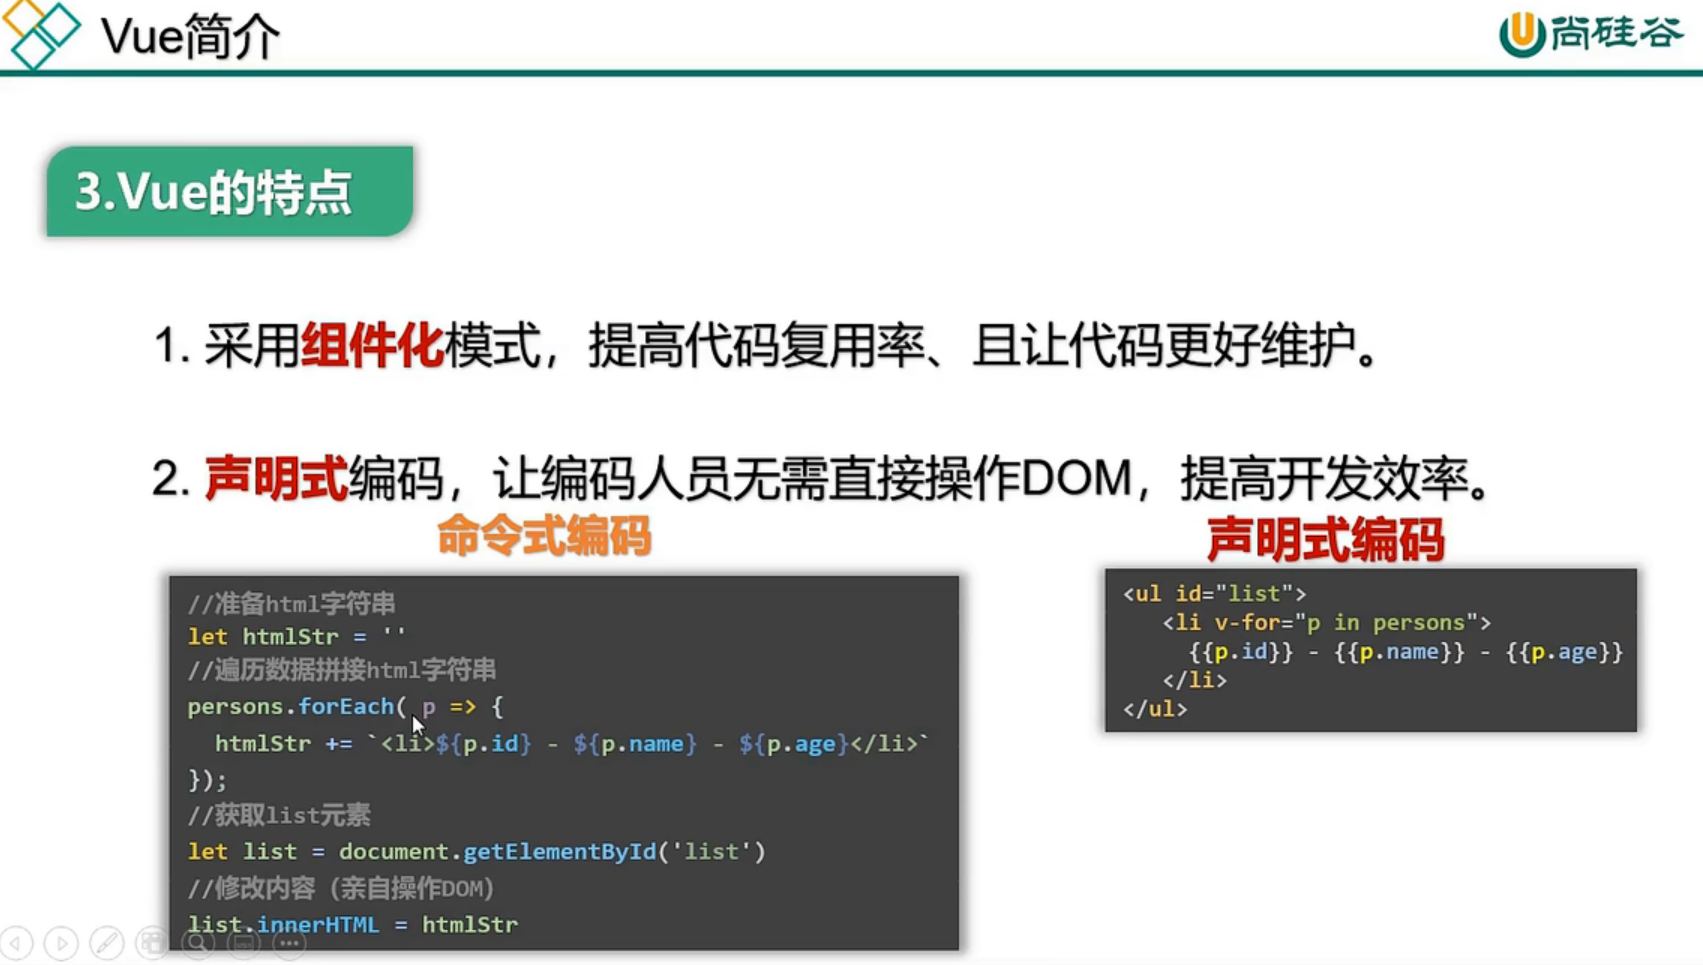 Vue简介
尚硅谷
3.Vue的特点
1. 采用组件化模式，提高代码复用率、且让代码更好维护。
2. 声明式编码，让编码人员无需直接操作DOM，提高开发效率。
命令式编码
//准备html字符串
let htmlStr = ''
//遍历数据拼接html字符串
persons.forEach( p => {
  htmlStr += `<li>${p.id} - ${p.name} - ${p.age}</li>`
});
//获取list元素
let list = document.getElementById('list')
//修改内容（亲自操作DOM）
list.innerHTML = htmlStr
声明式编码
<ul id="list">
   <li v-for="p in persons">
     {{p.id}} - {{p.name}} - {{p.age}}
   </li>
</ul>